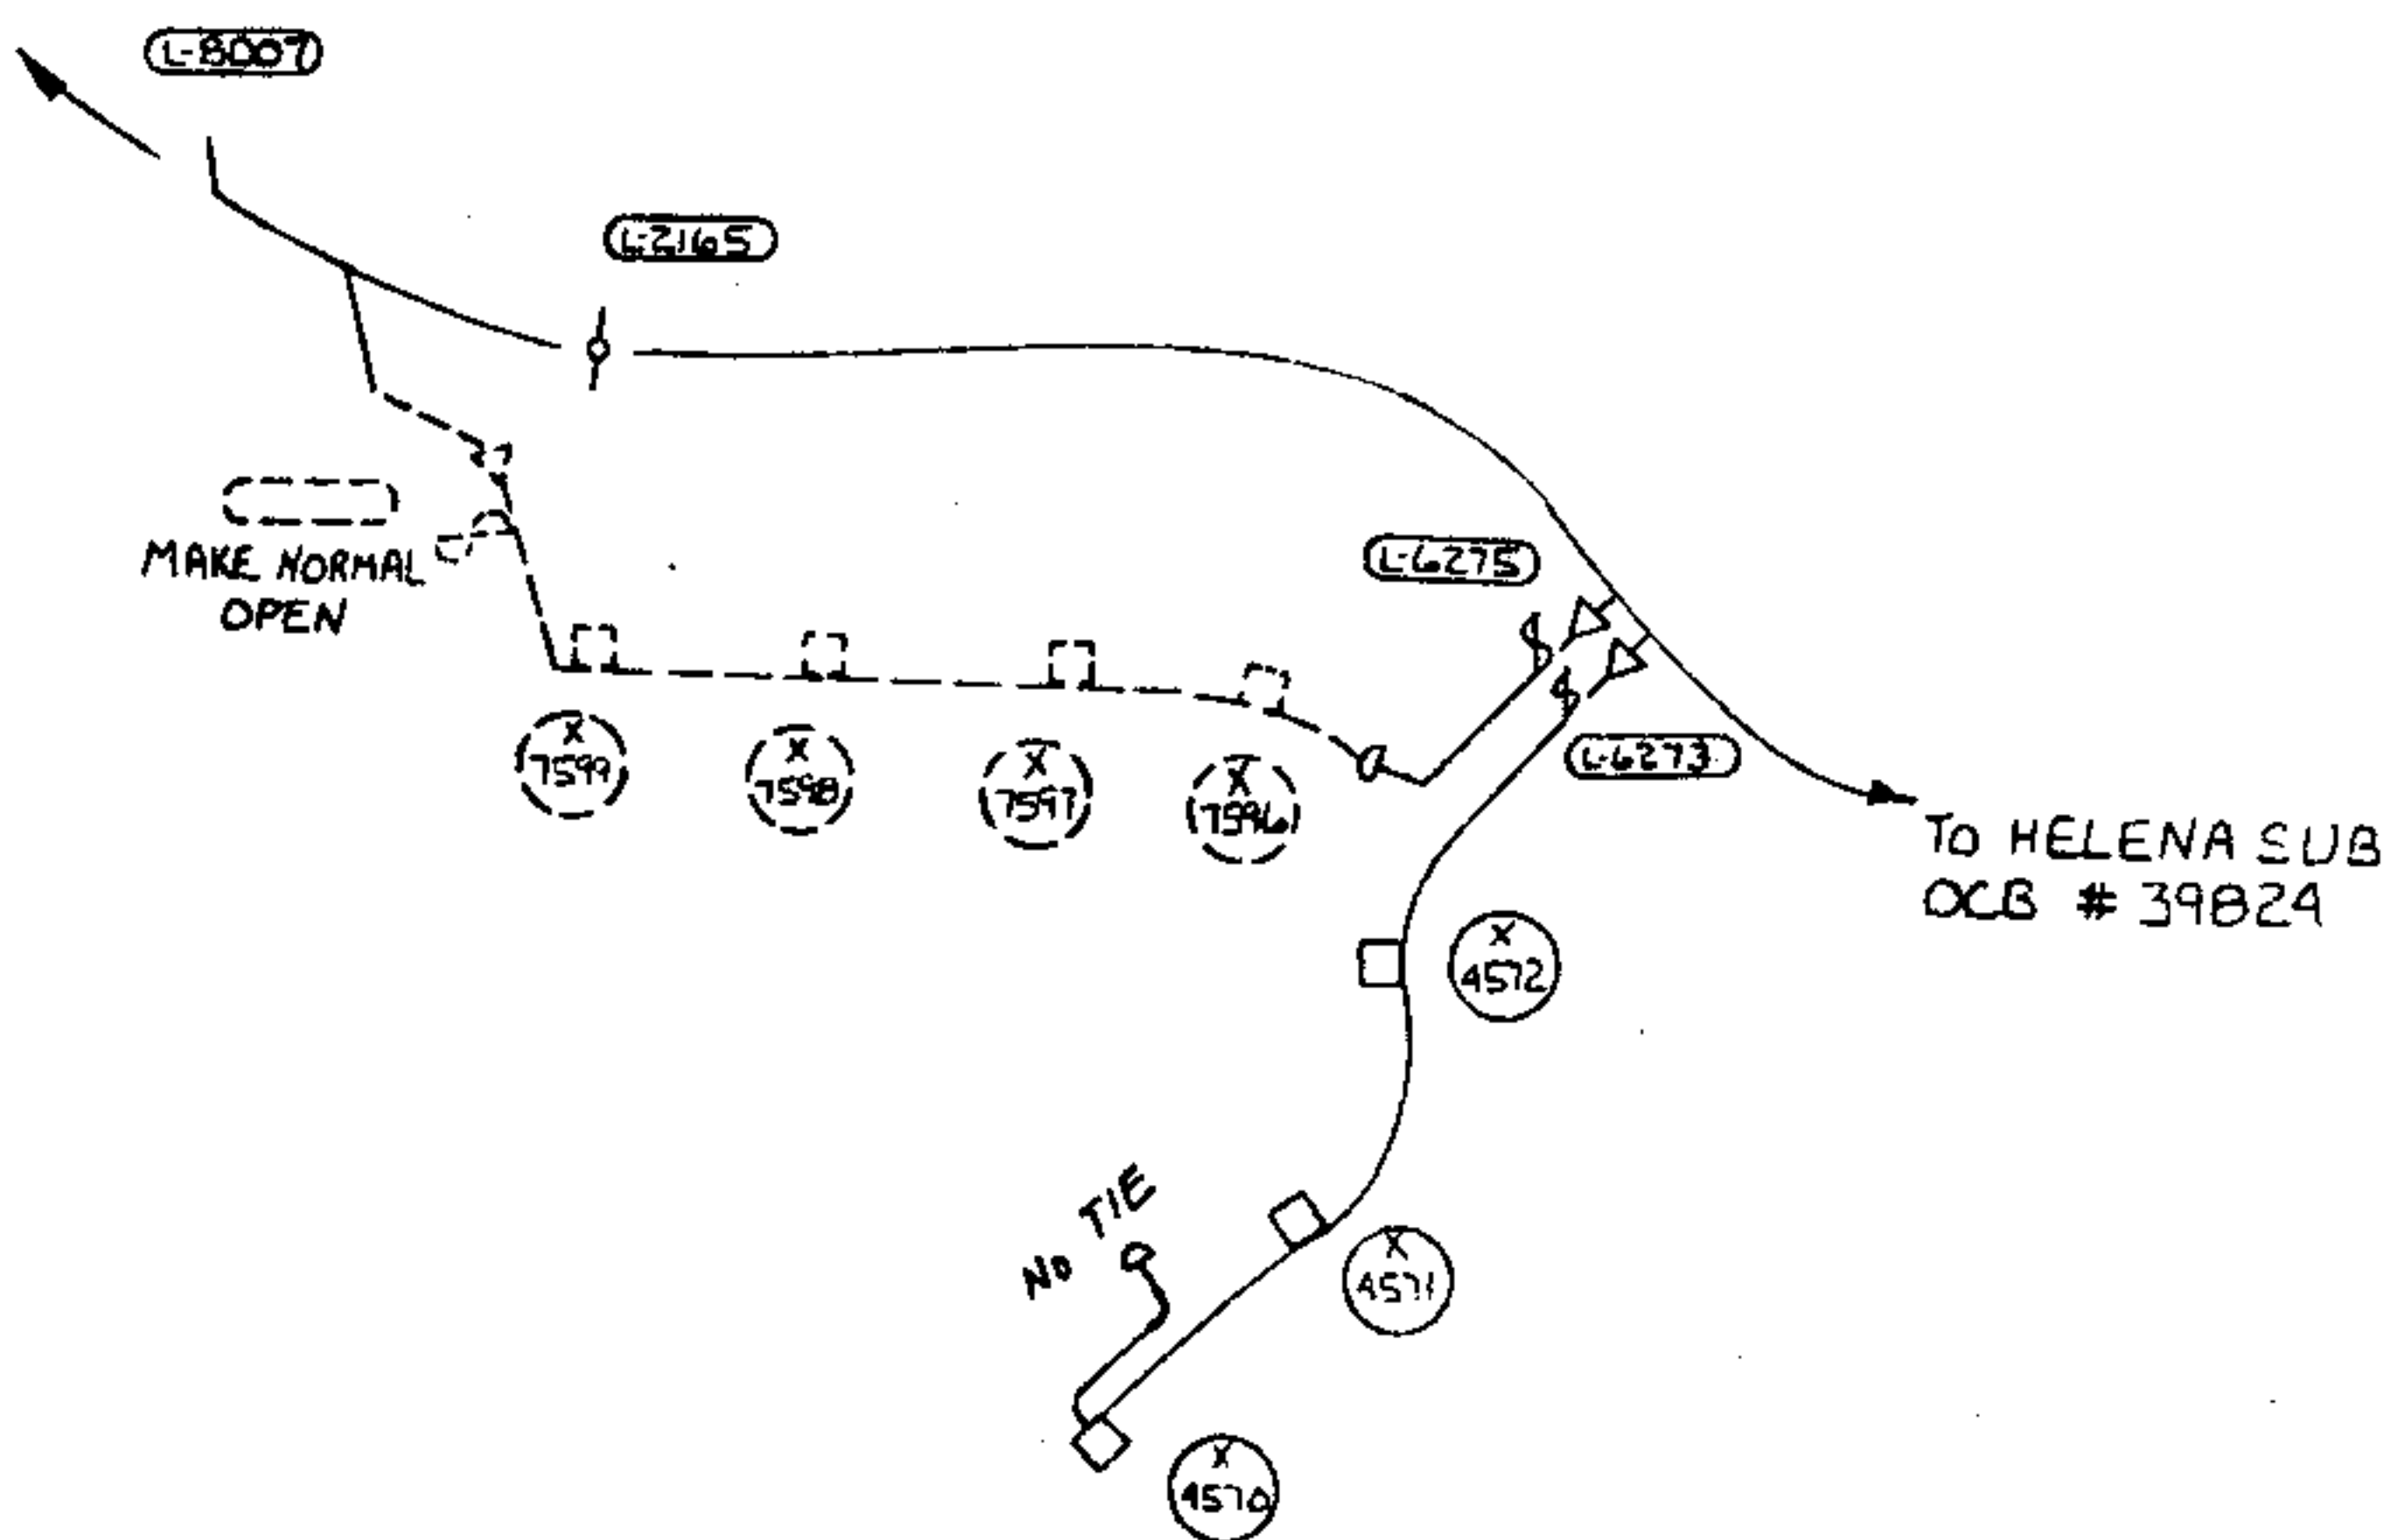 L-8007
L-2165
MAKE NORMAL
OPEN
L-6275
L-6273
X
7599
X
7598
X
7597
X
7596
TO HELENA SUB
OCB # 39824
X
4572
X
4571
NO TIE
X
4570